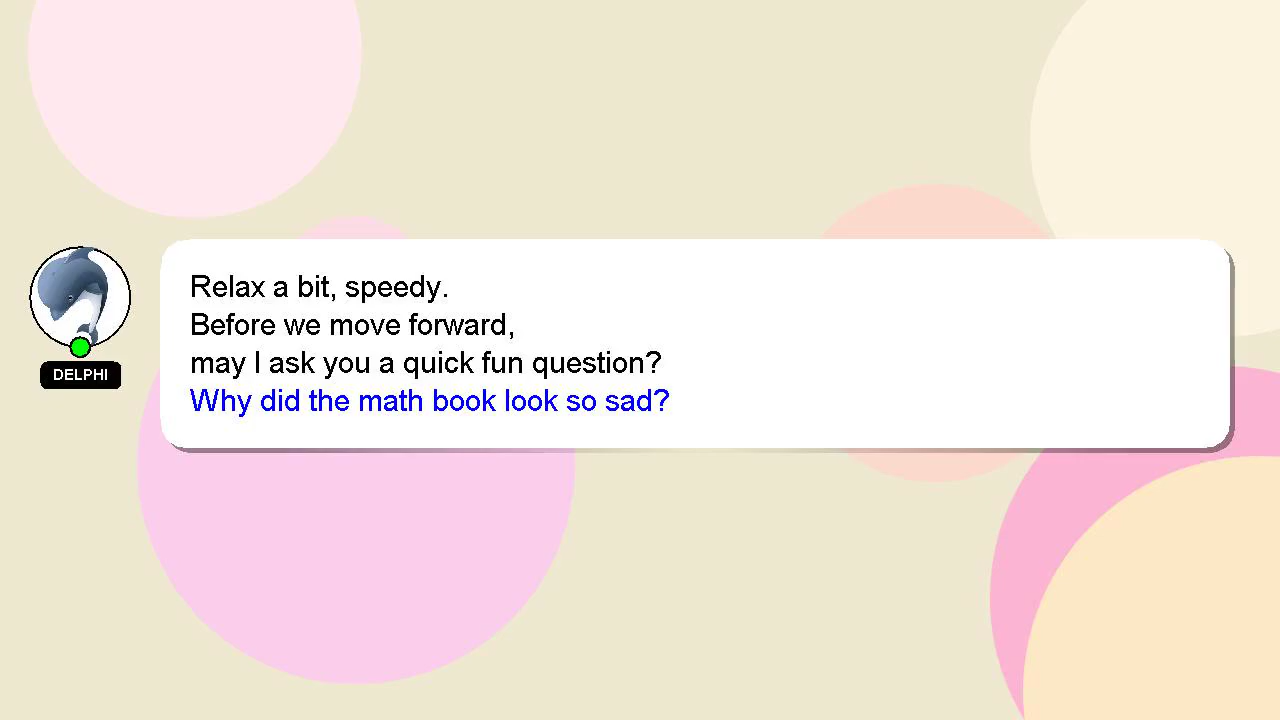 Relax a bit, speedy.
Before we move forward,
may I ask you a quick fun question?
Why did the math book look so sad?
DELPHI